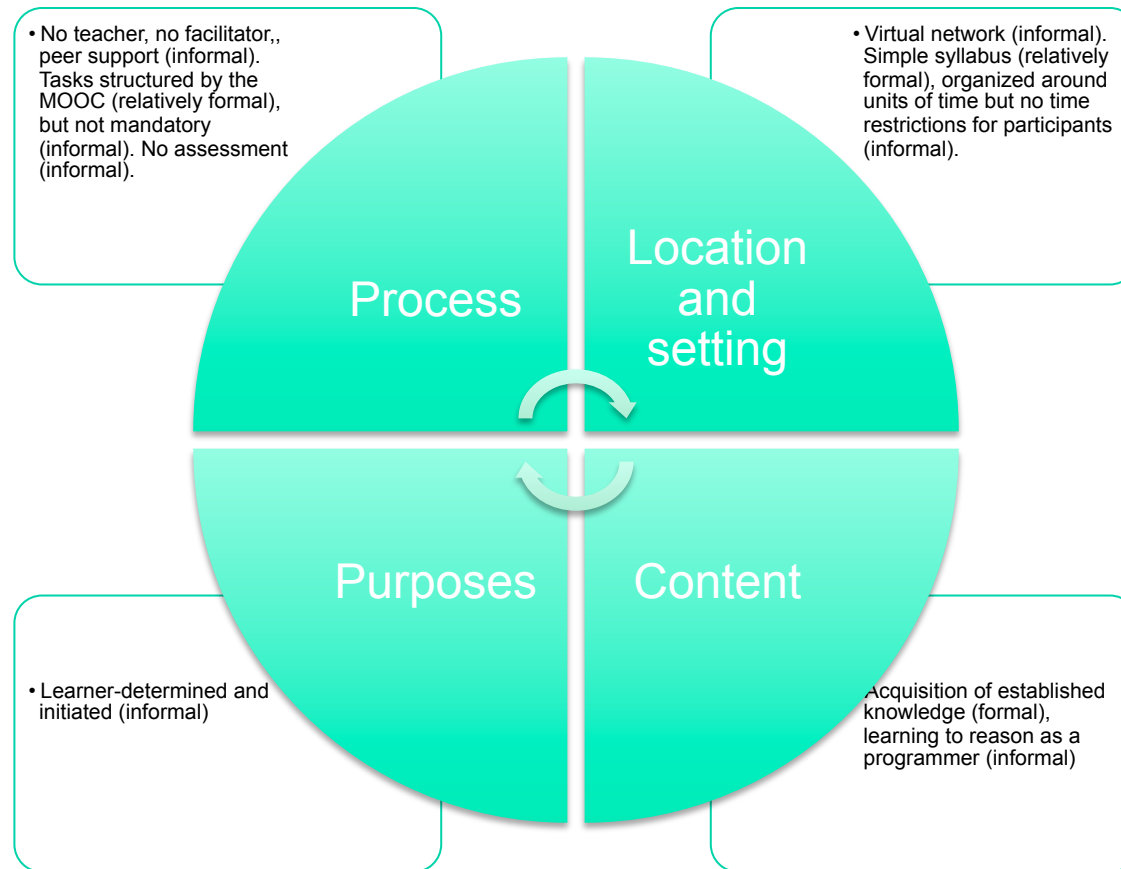 • No teacher, no facilitator,,
peer support (informal).
Tasks structured by the
MOOC (relatively formal),
but not mandatory
(informal). No assessment
(informal).
• Virtual network (informal).
Simple syllabus (relatively
formal), organized around
units of time but no time
restrictions for participants
(informal).
Process
Location
and
setting
Purposes
Content
• Learner-determined and
initiated (informal)
Acquisition of established
knowledge (formal),
learning to reason as a
programmer (informal)